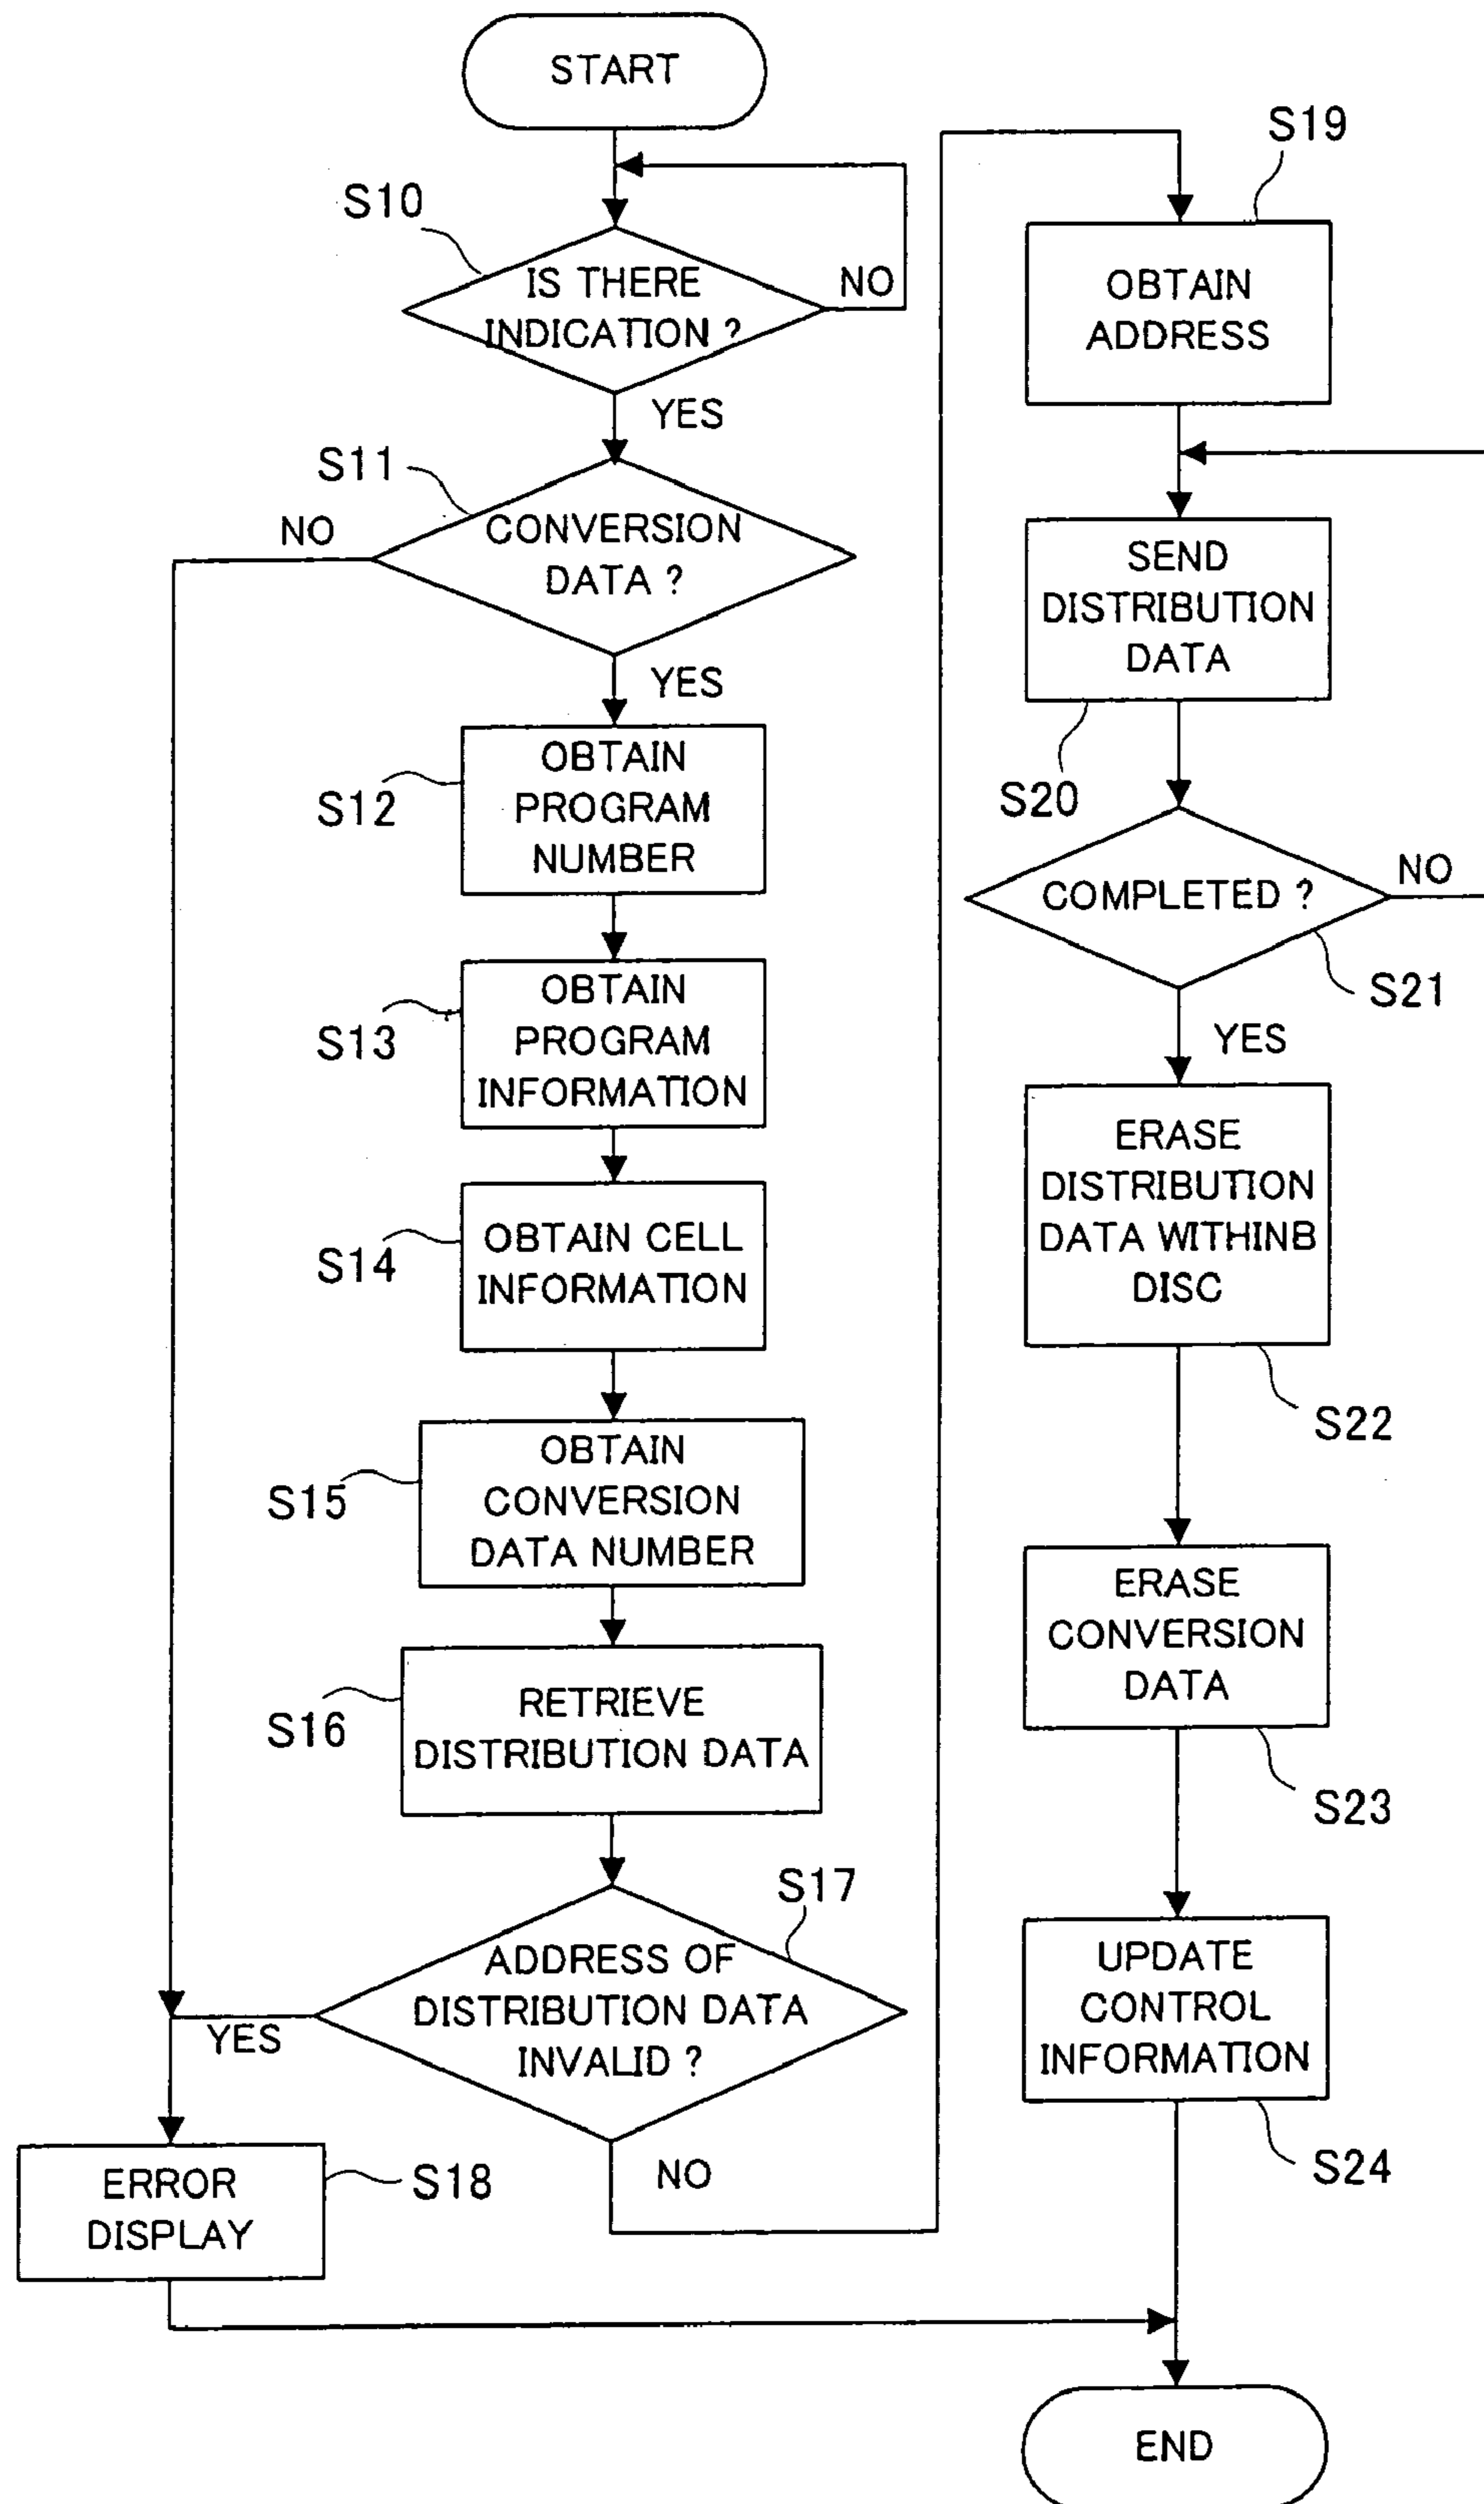 START
S10
IS THERE
INDICATION ?
NO
YES
S11
NO
CONVERSION
DATA ?
YES
S12
OBTAIN
PROGRAM
NUMBER
S13
OBTAIN
PROGRAM
INFORMATION
S14
OBTAIN CELL
INFORMATION
S15
OBTAIN
CONVERSION
DATA NUMBER
S16
RETRIEVE
DISTRIBUTION DATA
S17
ADDRESS OF
DISTRIBUTION DATA
INVALID ?
YES
NO
ERROR
DISPLAY
S18
S19
OBTAIN
ADDRESS
SEND
DISTRIBUTION
DATA
S20
COMPLETED ?
NO
S21
YES
ERASE
DISTRIBUTION
DATA WITHINB
DISC
S22
ERASE
CONVERSION
DATA
S23
UPDATE
CONTROL
INFORMATION
S24
END